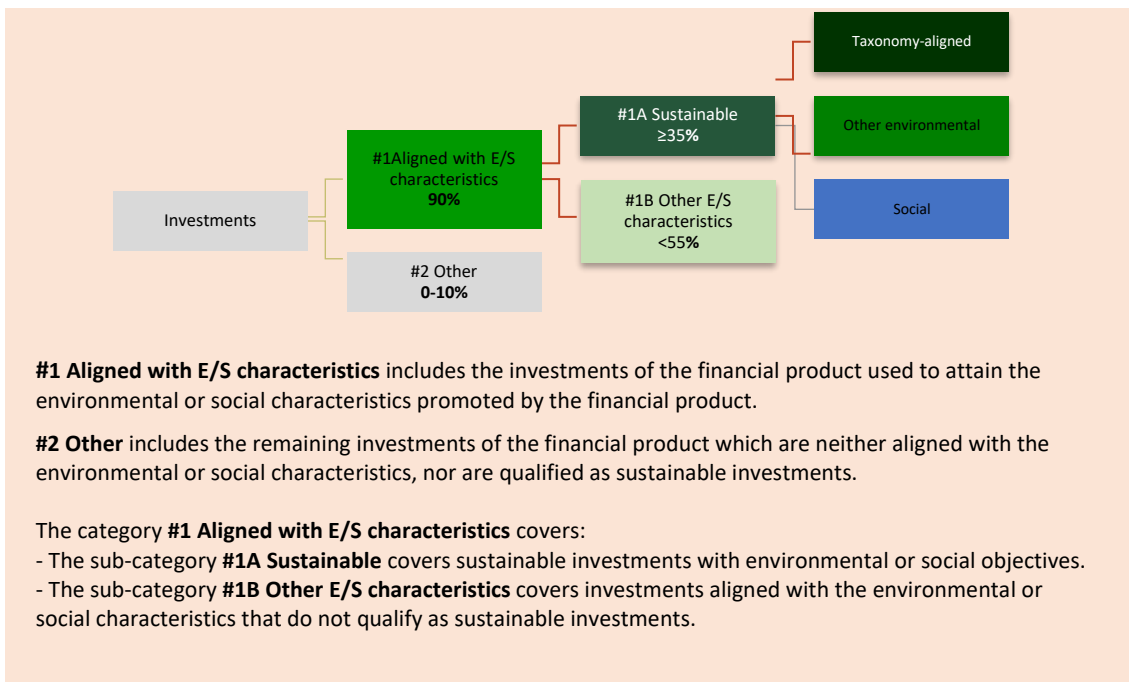 Taxonomy-aligned
#1A Sustainable
≥35%
Other environmental
#1Aligned with E/S
characteristics
90%
#1B Other E/S
characteristics
<55%
Investments
Social
#2 Other
0-10%
#1 Aligned with E/S characteristics includes the investments of the financial product used to attain the
environmental or social characteristics promoted by the financial product.
#2 Other includes the remaining investments of the financial product which are neither aligned with the
environmental or social characteristics, nor are qualified as sustainable investments.
The category #1 Aligned with E/S characteristics covers:
- The sub-category #1A Sustainable covers sustainable investments with environmental or social objectives.
- The sub-category #1B Other E/S characteristics covers investments aligned with the environmental or
social characteristics that do not qualify as sustainable investments.